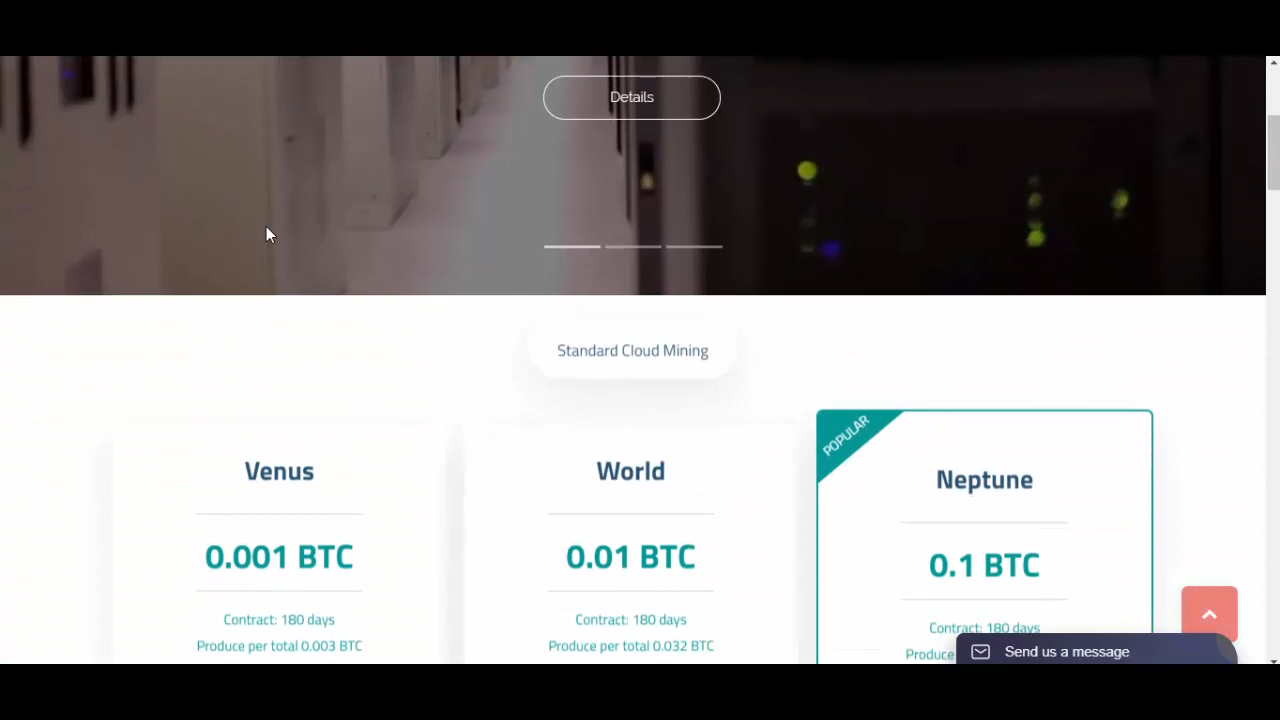 Details
Standard Cloud Mining
Venus
0.001 BTC
Contract: 180 days
Produce per total 0.003 BTC
World
0.01 BTC
Contract: 180 days
Produce per total 0.032 BTC
POPULAR
Neptune
0.1 BTC
Contract: 180 days
Produce
Send us a message